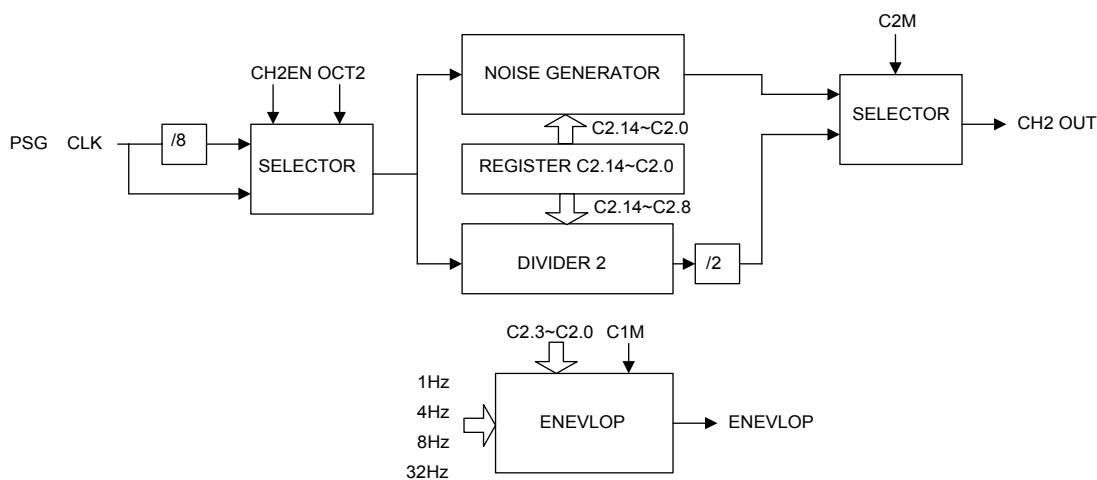 C2M
CH2EN OCT2
NOISE GENERATOR
SELECTOR
CH2 OUT
C2.14~C2.0
PSG CLK
/8
SELECTOR
REGISTER C2.14~C2.0
C2.14~C2.8
DIVIDER 2
/2
C2.3~C2.0 C1M
1Hz
4Hz
8Hz
32Hz
ENEVLOP
ENEVLOP